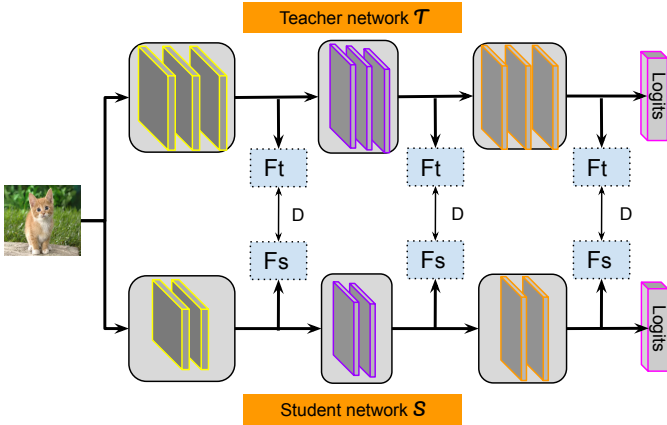 Teacher network 𝓣
Logits
Ft Ft Ft
D D D
Fs Fs Fs
Logits
Student network 𝓢